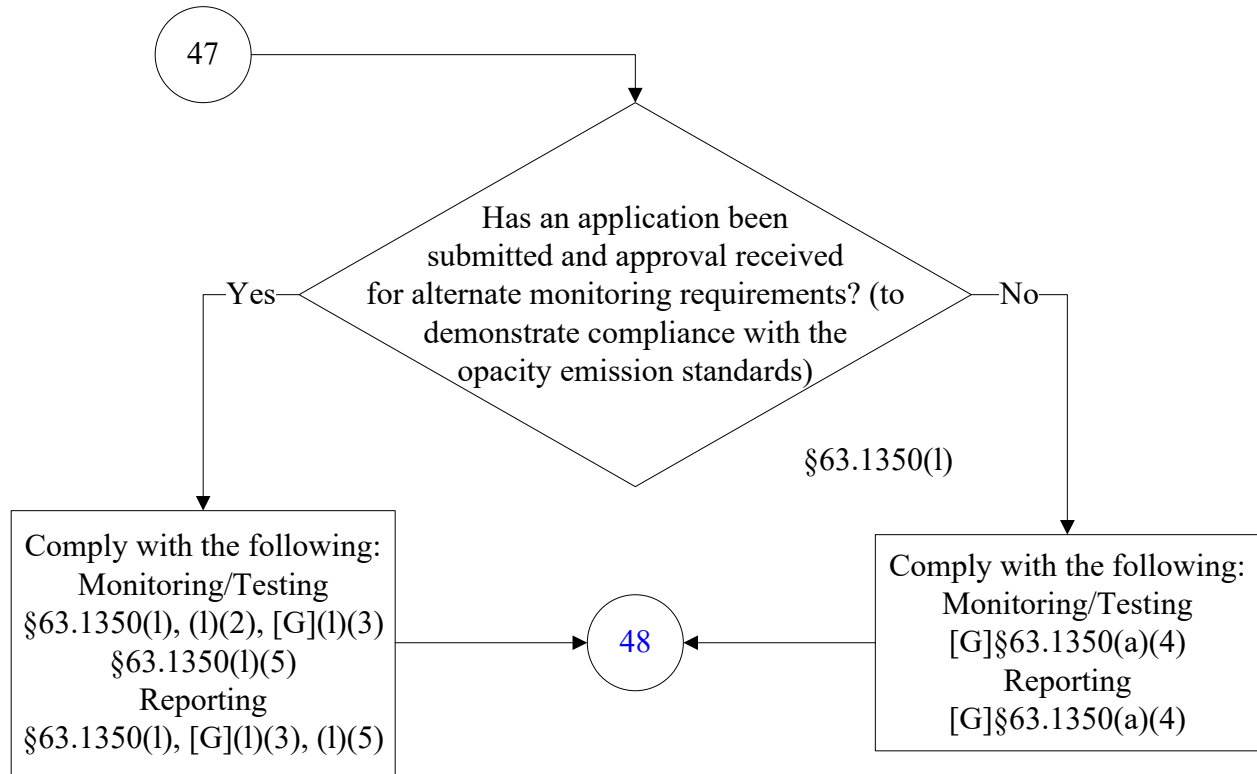 47
Has an application been
submitted and approval received
for alternate monitoring requirements? (to
demonstrate compliance with the
opacity emission standards)
Yes
No
§63.1350(l)
Comply with the following:
Monitoring/Testing
§63.1350(l), (l)(2), [G](l)(3)
§63.1350(l)(5)
Reporting
§63.1350(l), [G](l)(3), (l)(5)
48
Comply with the following:
Monitoring/Testing
[G]§63.1350(a)(4)
Reporting
[G]§63.1350(a)(4)